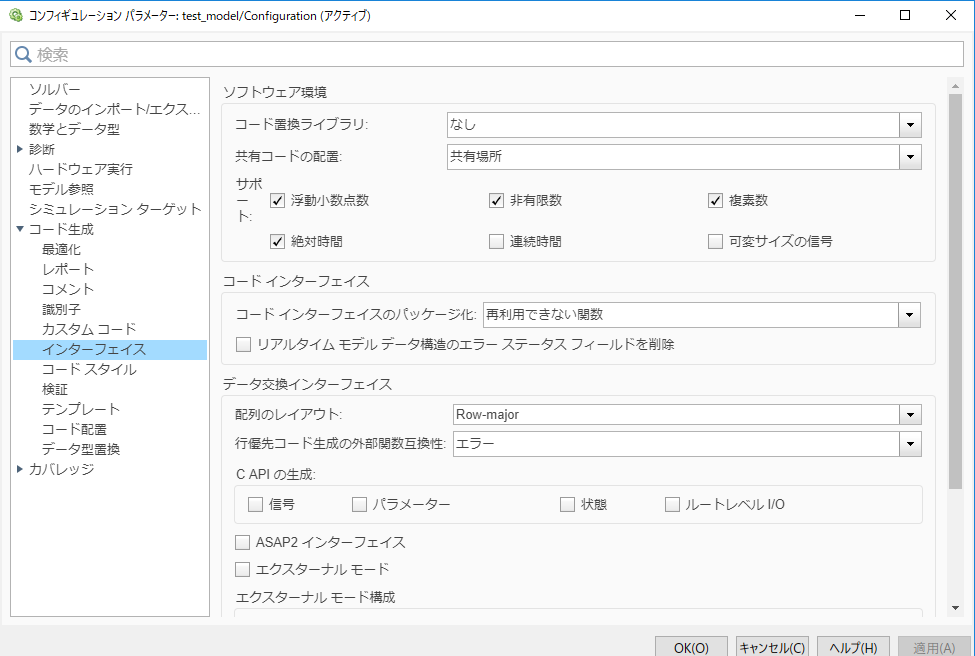 コンフィギュレーション パラメーター: test_model/Configuration (アクティブ)
検索
ソルバー
データのインポート/エクス...
数学とデータ型
診断
ハードウェア実行
モデル参照
シミュレーション ターゲット
コード生成
最適化
レポート
コメント
識別子
カスタム コード
インターフェイス
コード スタイル
検証
テンプレート
コード配置
データ型置換
カバレッジ
ソフトウェア環境
コード置換ライブラリ: なし
共有コードの配置: 共有場所
サポ
ー
ト:
浮動小数点数 非有限数 複素数
絶対時間 連続時間 可変サイズの信号
コード インターフェイス
コード インターフェイスのパッケージ化: 再利用できない関数
リアルタイム モデル データ構造のエラー ステータス フィールドを削除
データ交換インターフェイス
配列のレイアウト: Row-major
行優先コード生成の外部関数互換性: エラー
C API の生成:
信号 パラメーター 状態 ルートレベル I/O
ASAP2 インターフェイス
エクスターナル モード
エクスターナル モード構成
OK(O) キャンセル(C) ヘルプ(H) 適用(A)